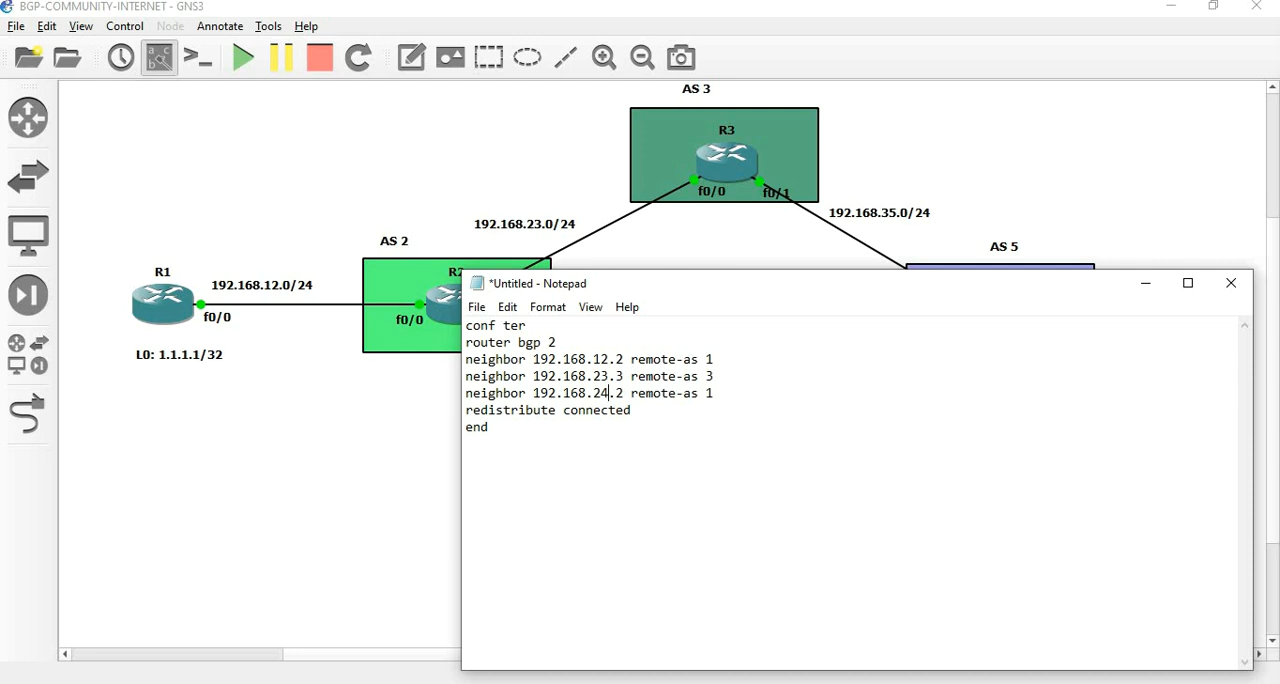 BGP-COMMUNITY-INTERNET - GNS3
File Edit View Control Node Annotate Tools Help
AS 3
R3
f0/0
f0/1
192.168.23.0/24
192.168.35.0/24
AS 2
AS 5
R1
192.168.12.0/24
R2
f0/0
f0/0
L0: 1.1.1.1/32
*Untitled - Notepad
File Edit Format View Help
conf ter
router bgp 2
neighbor 192.168.12.2 remote-as 1
neighbor 192.168.23.3 remote-as 3
neighbor 192.168.24.2 remote-as 1
redistribute connected
end